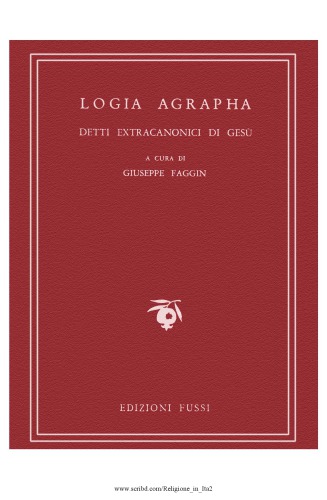 LOGIA AGRAPHA
DETTI EXTRACANONICI DI GESÙ
A CURA DI
GIUSEPPE FAGGIN
EDIZIONI FUSSI
www.scribd.com/Religione_in_Ita2